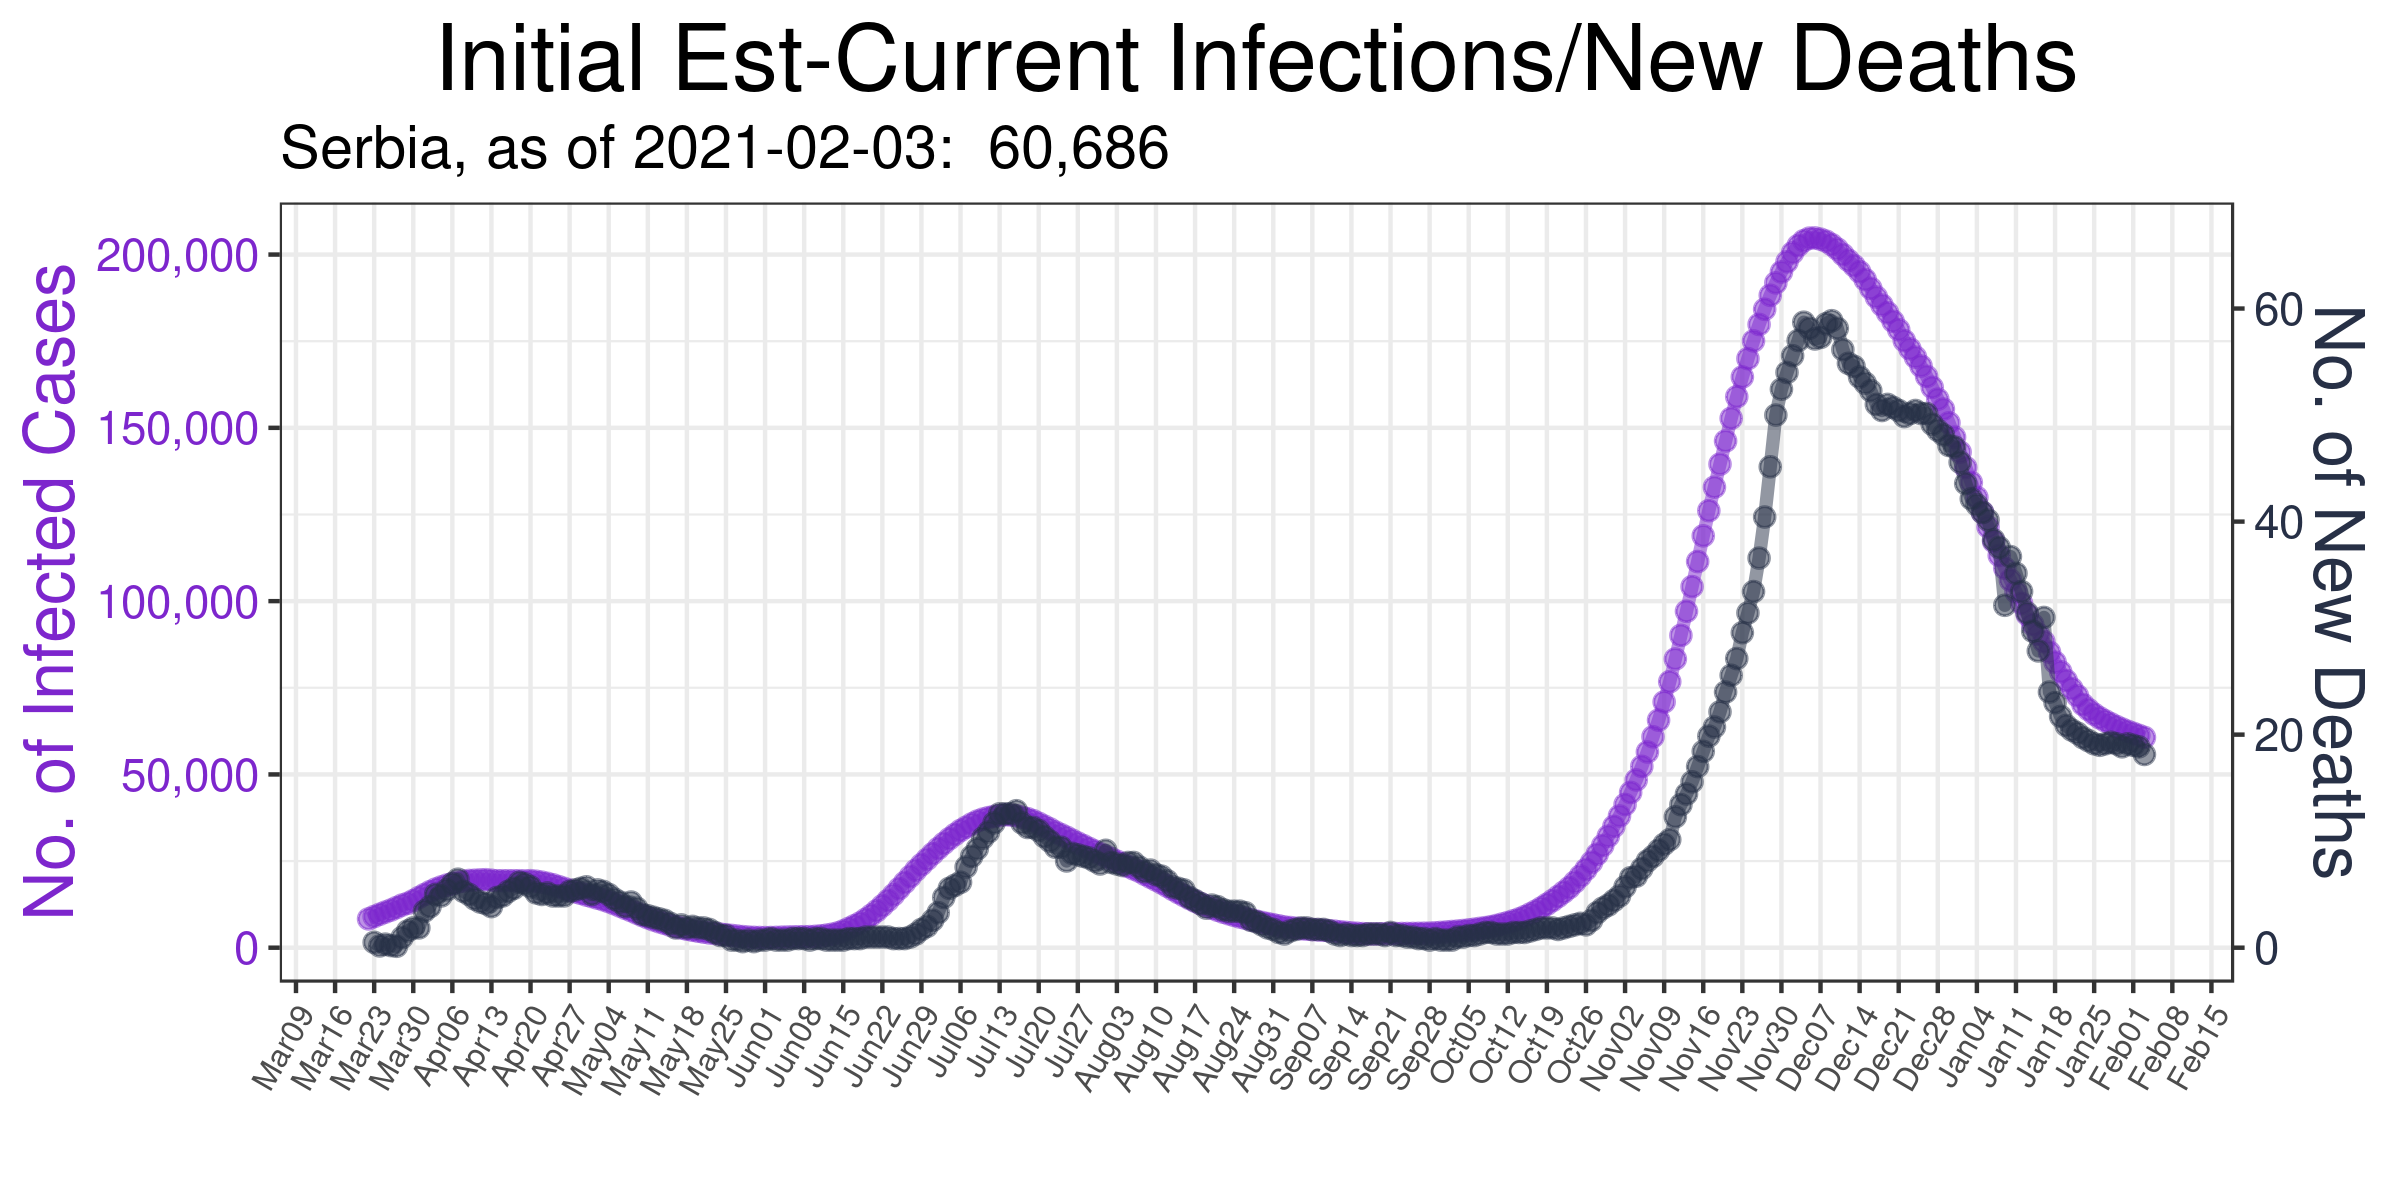 Initial Est-Current Infections/New Deaths
Serbia, as of 2021-02-03:  60,686
No. of Infected Cases
200,000
150,000
100,000
50,000
0
60
40
20
0
No. of New Deaths
Mar09
Mar16
Mar23
Mar30
Apr06
Apr13
Apr20
Apr27
May04
May11
May18
May25
Jun01
Jun08
Jun15
Jun22
Jun29
Jul06
Jul13
Jul20
Jul27
Aug03
Aug10
Aug17
Aug24
Aug31
Sep07
Sep14
Sep21
Sep28
Oct05
Oct12
Oct19
Oct26
Nov02
Nov09
Nov16
Nov23
Nov30
Dec07
Dec14
Dec21
Dec28
Dec04
Jan11
Jan18
Jan25
Feb01
Feb08
Feb15